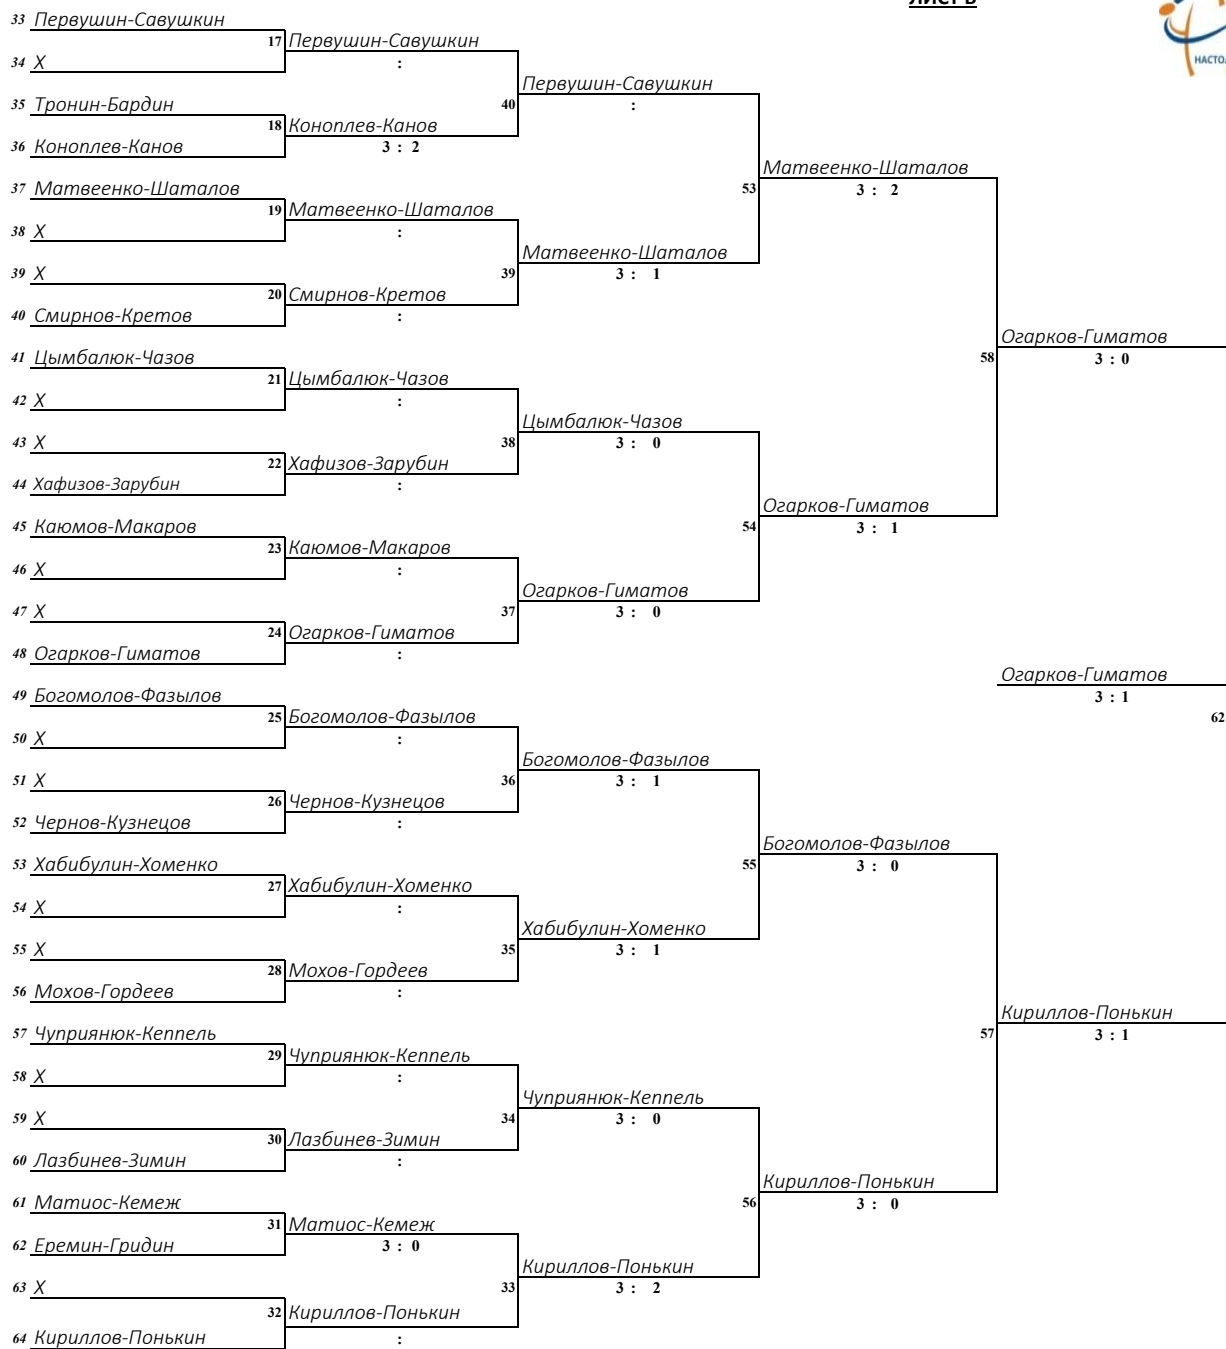 ЛИСТ Б
НАСТОЛ
33 Первушин-Савушкин
17 Первушин-Савушкин
34 X
:
Первушин-Савушкин
35 Тронин-Бардин
40
:
18 Коноплев-Канов
36 Коноплев-Канов
3 : 2
Матвеенко-Шаталов
37 Матвеенко-Шаталов
53
3 : 2
19 Матвеенко-Шаталов
38 X
:
Матвеенко-Шаталов
39 X
39
3 : 1
20 Смирнов-Кретов
40 Смирнов-Кретов
:
Огарков-Гиматов
41 Цымбалюк-Чазов
58
3 : 0
21 Цымбалюк-Чазов
42 X
:
Цымбалюк-Чазов
43 X
38
3 : 0
22 Хафизов-Зарубин
44 Хафизов-Зарубин
:
Огарков-Гиматов
45 Каюмов-Макаров
54
3 : 1
23 Каюмов-Макаров
46 X
:
Огарков-Гиматов
47 X
37
3 : 0
24 Огарков-Гиматов
48 Огарков-Гиматов
:
Огарков-Гиматов
49 Богомолов-Фазылов
3 : 1
25 Богомолов-Фазылов
62
50 X
:
Богомолов-Фазылов
51 X
36
3 : 1
26 Чернов-Кузнецов
52 Чернов-Кузнецов
:
Богомолов-Фазылов
53 Хабибулин-Хоменко
55
3 : 0
27 Хабибулин-Хоменко
54 X
:
Хабибулин-Хоменко
55 X
35
3 : 1
28 Мохов-Гордеев
56 Мохов-Гордеев
:
Кириллов-Понькин
57 Чуприянюк-Кеппель
57
3 : 1
29 Чуприянюк-Кеппель
58 X
:
Чуприянюк-Кеппель
59 X
34
3 : 0
30 Лазбинев-Зимин
60 Лазбинев-Зимин
:
Кириллов-Понькин
61 Матиос-Кемеж
56
3 : 0
31 Матиос-Кемеж
62 Еремин-Гридин
3 : 0
Кириллов-Понькин
63 X
33
3 : 2
32 Кириллов-Понькин
64 Кириллов-Понькин
: